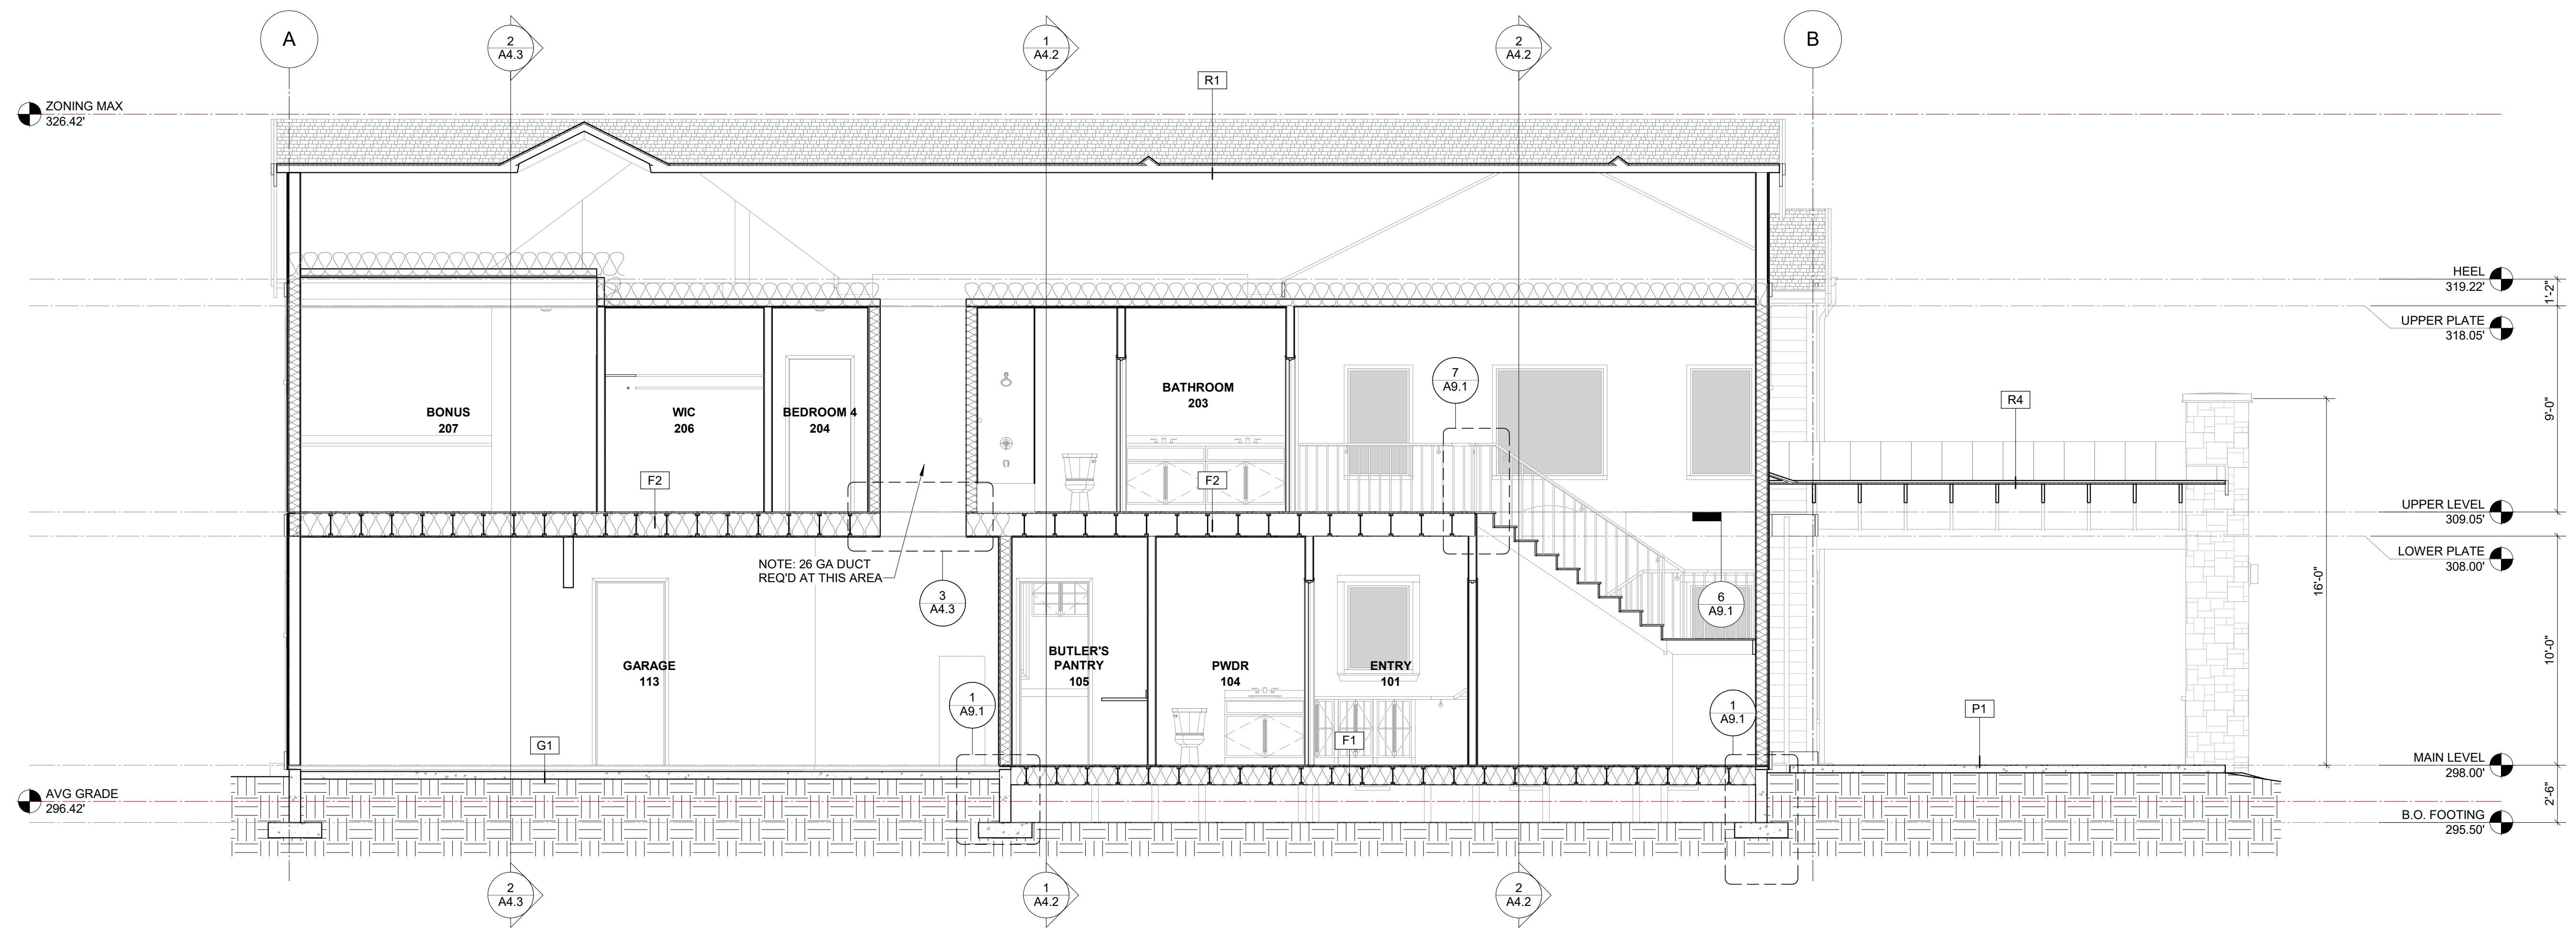 A
2
A4.3
1
A4.2
2
A4.2
B
R1
ZONING MAX
326.42'
HEEL
319.22'
1'-2"
UPPER PLATE
318.05'
7
A9.1
BATHROOM
203
BONUS
207
WIC
206
BEDROOM 4
204
R4
9'-0"
F2
F2
UPPER LEVEL
309.05'
LOWER PLATE
308.00'
NOTE: 26 GA DUCT
REQ'D AT THIS AREA
3
A4.3
6
A9.1
16'-0"
10'-0"
GARAGE
113
BUTLER'S
PANTRY
105
PWDR
104
ENTRY
101
1
A9.1
1
A9.1
P1
G1
F1
MAIN LEVEL
298.00'
AVG GRADE
296.42'
2'-6"
B.O. FOOTING
295.50'
2
A4.3
1
A4.2
2
A4.2